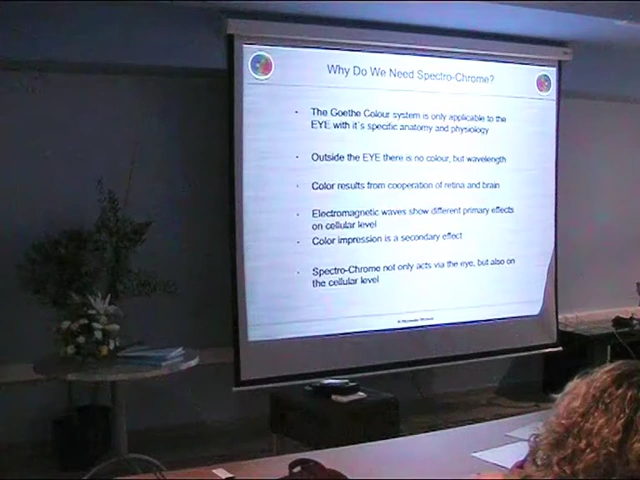 Why Do We Need Spectro-Chrome?
The Goethe Colour system is only applicable to the
EYE with it´s specific anatomy and physiology
Outside the EYE there is no colour, but wavelength
Color results from cooperation of retina and brain
Electromagnetic waves show different primary effects
on cellular level
Color impression is a secondary effect
Spectro-Chrome not only acts via the eye, but also on
the cellular level